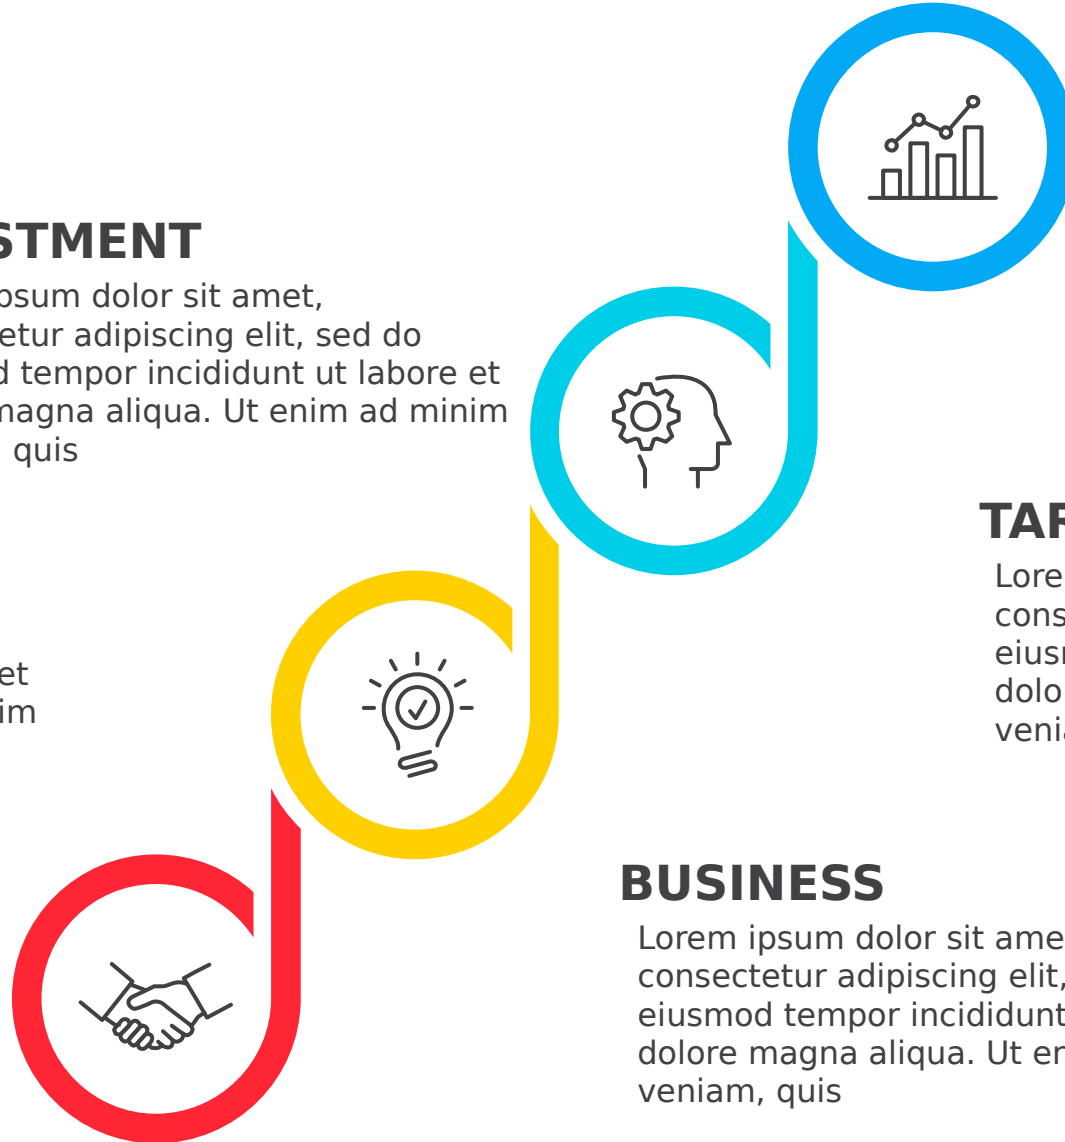 STMENT
psum dolor sit amet,
etur adipiscing elit, sed do
d tempor incididunt ut labore et
magna aliqua. Ut enim ad minim
, quis
et
im
TAR
Lore
cons
eius
dolo
venia
BUSINESS
Lorem ipsum dolor sit ame
consectetur adipiscing elit,
eiusmod tempor incididunt
dolore magna aliqua. Ut en
veniam, quis